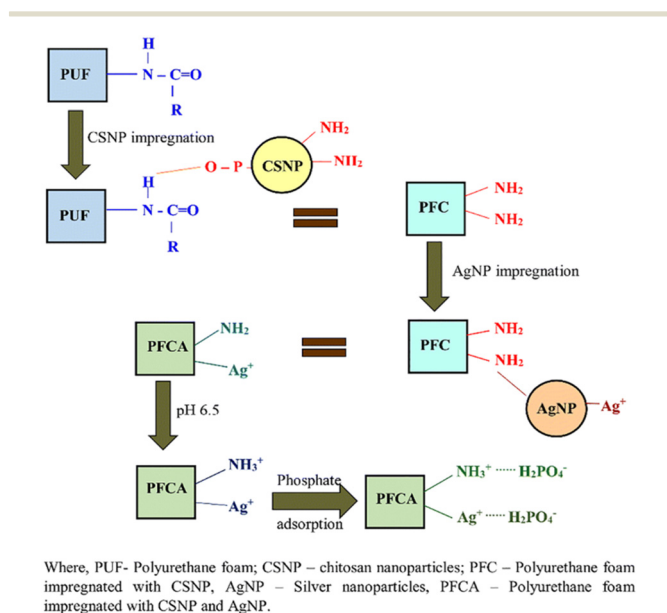 H
PUF
N – C=O
R
CSNP impregnation
NH2
O – P
CSNP
NH2
H
PUF
N – C=O
R
PFC
NH2
NH2
AgNP impregnation
PFCA
NH2
Ag+
PFC
NH2
NH2
AgNP
Ag+
pH 6.5
PFCA
NH3+
Ag+
Phosphate
adsorption
PFCA
NH3+ ······ H2PO4-
Ag+ ······ H2PO4-
Where, PUF- Polyurethane foam; CSNP – chitosan nanoparticles; PFC – Polyurethane foam
impregnated with CSNP, AgNP – Silver nanoparticles, PFCA – Polyurethane foam
impregnated with CSNP and AgNP.